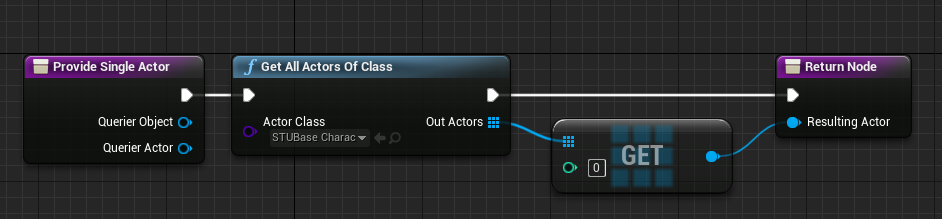 Provide Single Actor
Querier Object
Querier Actor
f Get All Actors Of Class
Actor Class
STUBase Charac
Out Actors
0
GET
Return Node
Resulting Actor